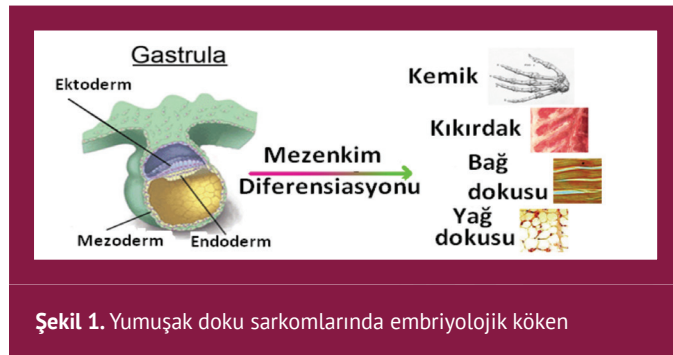 Gastrula
Ektoderm
Mezoderm
Endoderm
Mezenkim
Diferensiasyonu
Kemik
Kıkırdak
Bağ
dokusu
Yağ
dokusu
Şekil 1. Yumuşak doku sarkomlarında embriyolojik köken